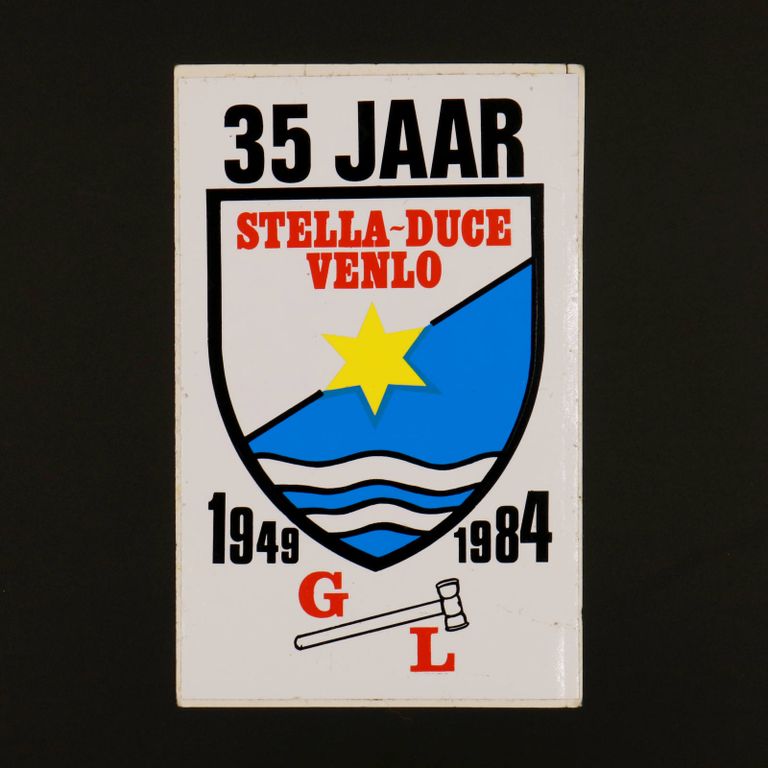 35 JAAR
STELLA~DUCE
VENLO
1949 1984
G
L